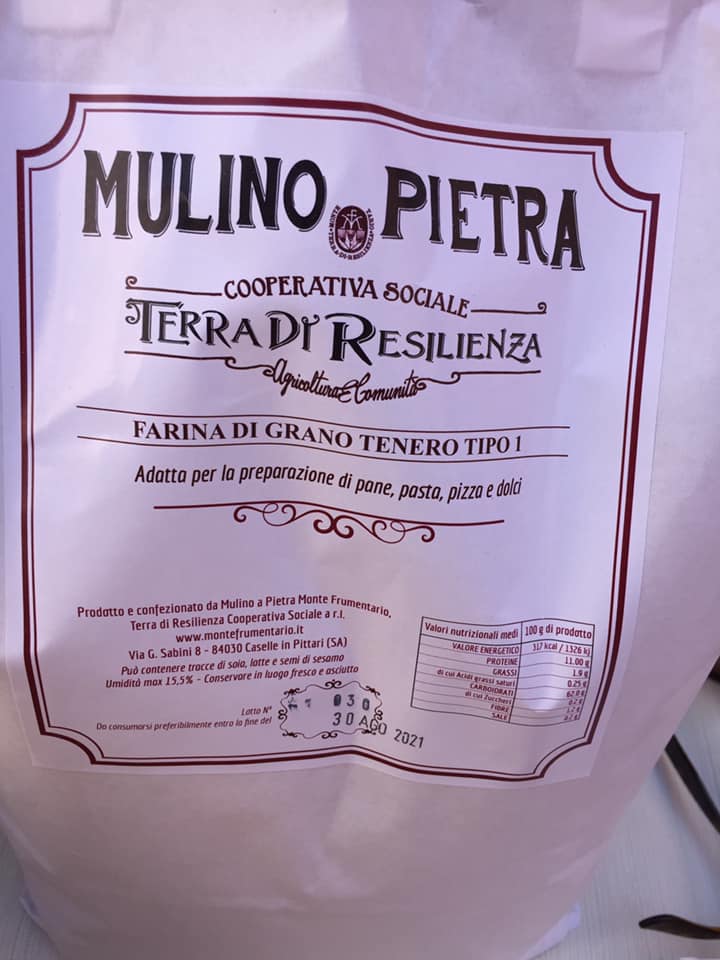 MULINO PIETRA
COOPERATIVA SOCIALE
TERRA DI RESILIENZA
Agricoltura E Comunità
FARINA DI GRANO TENERO TIPO 1
Adatta per la preparazione di pane, pasta, pizza e dolci
Prodotto e confezionato da Mulino a Pietra Monte Frumentario,
Terra di Resilienza Cooperativa Sociale a r.l.
www.montefrumentario.it
Via G. Sabini 8 - 84030 Caselle in Pittari (SA)
Può contenere tracce di soia, latte e semi di sesamo
Umidità max 15,5% - Conservare in luogo fresco e asciutto
Lotto N° 030
Da consumarsi preferibilmente entro la fine del 30 AGO 2021
Valori nutrizionali medi 100 g di prodotto
VALORE ENERGETICO 317 kcal / 1326 kj
PROTEINE 11.00 g
GRASSI 1.9 g
di cui Acidi grassi saturi 0.25 g
CARBOIDRATI 62.0 g
di cui Zuccheri
FIBRE
SALE